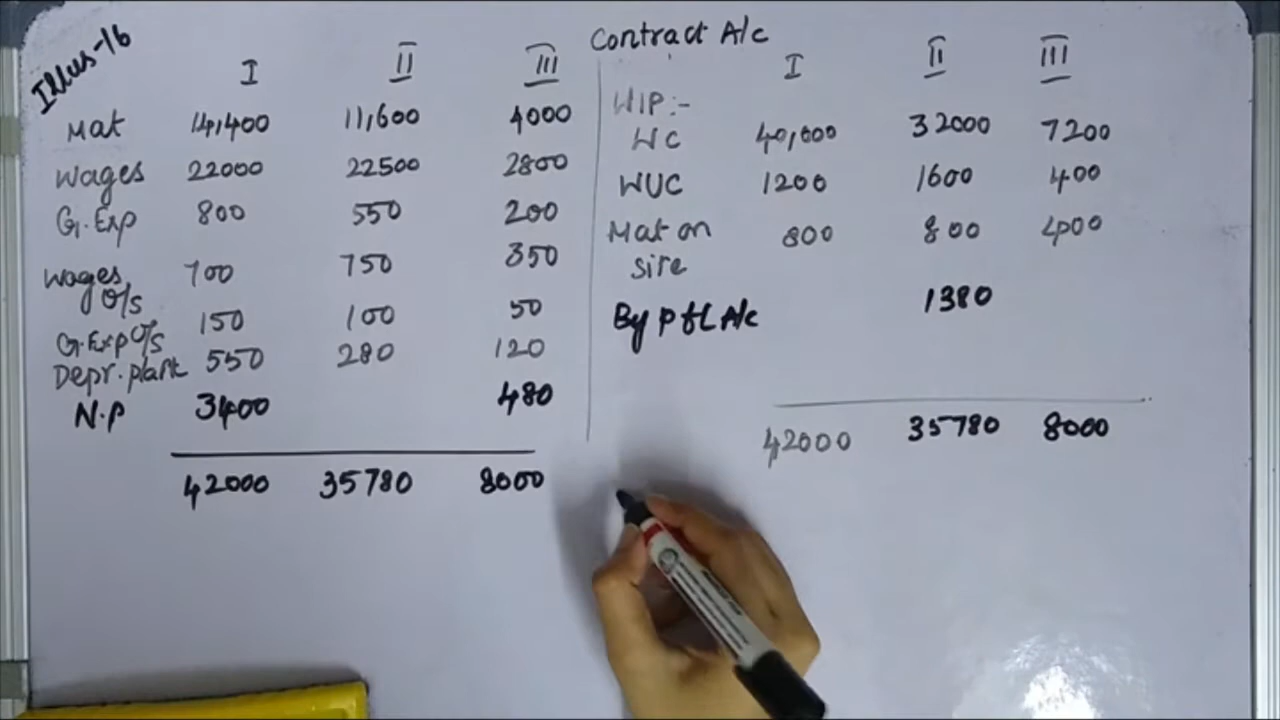 Illus-16
Contract A/c
I II III
Mat 14,400 11,600 4000
Wages 22000 22500 2800
G.Exp 800 550 200
Wages O/s 700 750 350
G.Exp O/s 150 100 50
Depr.plant 550 280 120
N.P 3400 480
42000 35780 8000
I II III
WIP:-
WC 40,000 32000 7200
WUC 1200 1600 400
Mat on site 800 800 400
By P&L A/c 1380
42000 35780 8000